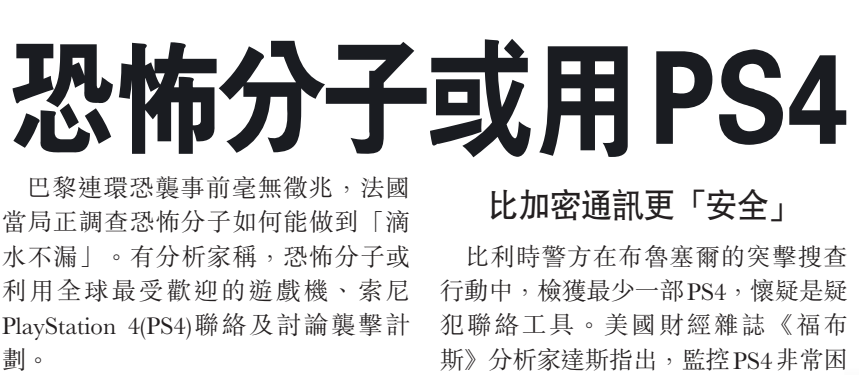 恐怖分子或用PS4
巴黎連環恐襲事前毫無徵兆，法國
當局正調查恐怖分子如何能做到「滴
水不漏」。有分析家稱，恐怖分子或
利用全球最受歡迎的遊戲機、索尼
PlayStation 4(PS4)聯絡及討論襲擊計
劃。
比加密通訊更「安全」
比利時警方在布魯塞爾的突擊搜查
行動中，檢獲最少一部PS4，懷疑是疑
犯聯絡工具。美國財經雜誌《福布
斯》分析家達斯指出，監控PS4非常困